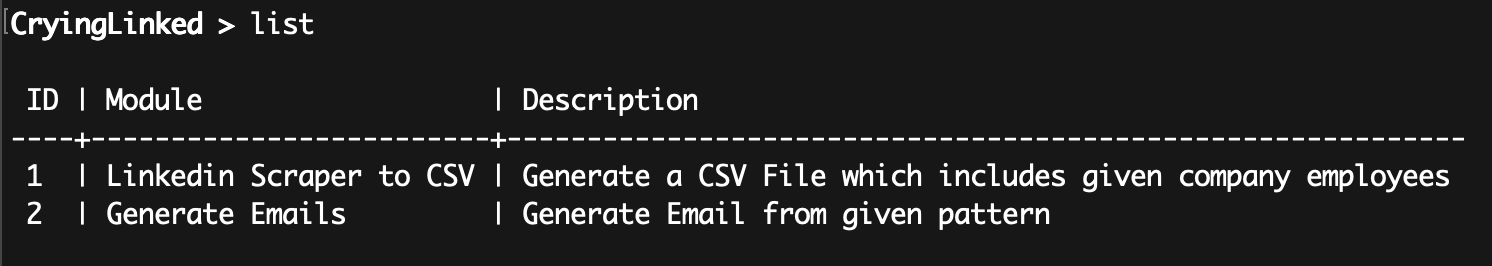 CryingLinked > list
ID | Module | Description
----+-------------------------+------------------------------------------------------------
1 | Linkedin Scraper to CSV | Generate a CSV File which includes given company employees
2 | Generate Emails | Generate Email from given pattern